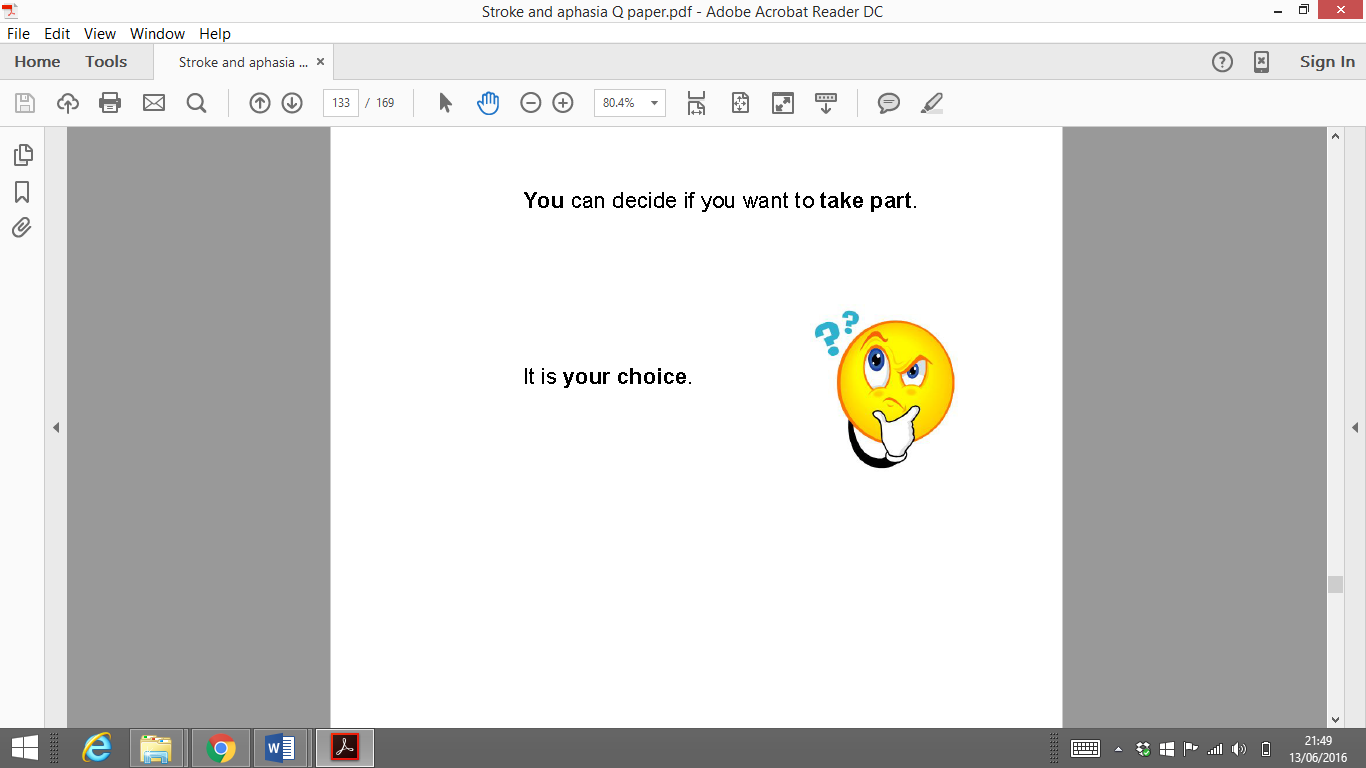 Stroke and aphasia Q paper.pdf - Adobe Acrobat Reader DC
File Edit View Window Help
Home Tools Stroke and aphasia ... × Sign In
133 / 169 80.4%
You can decide if you want to take part.
? ?
It is your choice.
21:49
13/06/2016